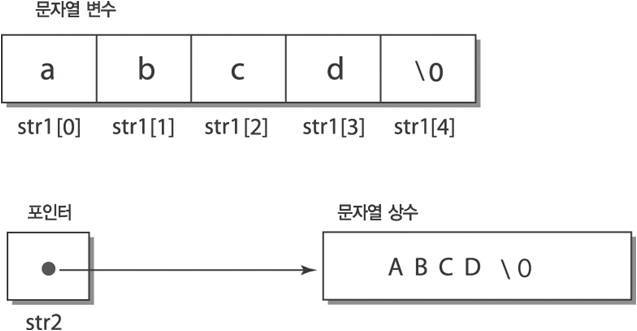 문자열 변수
a b c d \0
str1[0] str1[1] str1[2] str1[3] str1[4]
포인터 문자열 상수
A B C D \0
str2